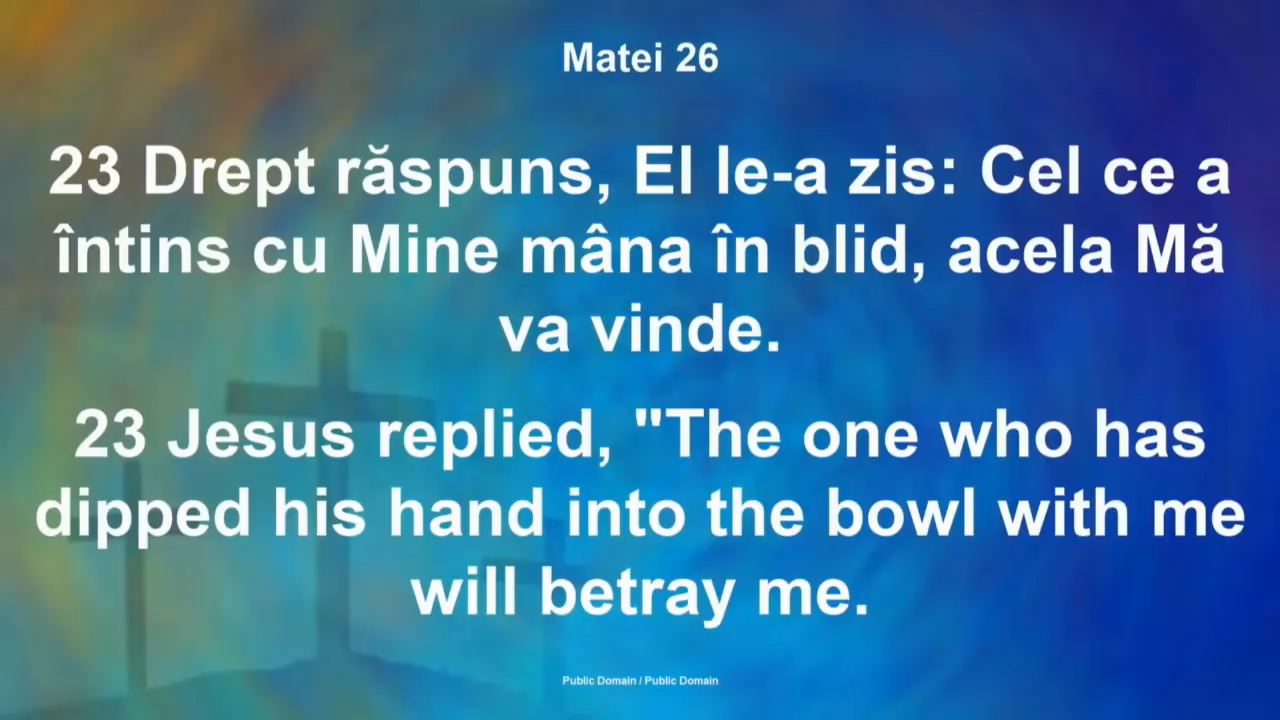 Matei 26
23 Drept răspuns, El le-a zis: Cel ce a
întins cu Mine mâna în blid, acela Mă
va vinde.
23 Jesus replied, "The one who has
dipped his hand into the bowl with me
will betray me.
Public Domain / Public Domain